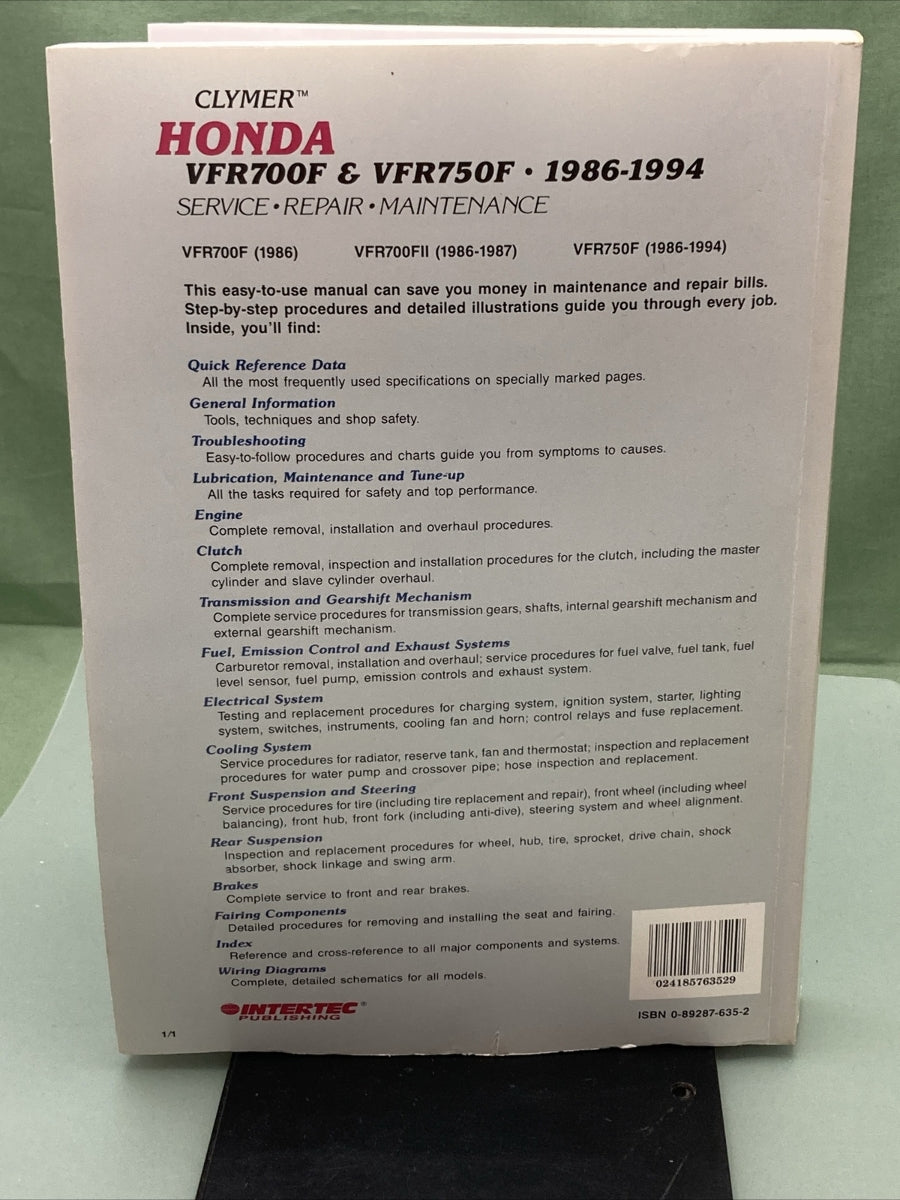 CLYMER™
HONDA
VFR700F & VFR750F • 1986-1994
SERVICE • REPAIR • MAINTENANCE
VFR700F (1986) VFR700FII (1986-1987) VFR750F (1986-1994)
This easy-to-use manual can save you money in maintenance and repair bills.
Step-by-step procedures and detailed illustrations guide you through every job.
Inside, you'll find:
Quick Reference Data
All the most frequently used specifications on specially marked pages.
General Information
Tools, techniques and shop safety.
Troubleshooting
Easy-to-follow procedures and charts guide you from symptoms to causes.
Lubrication, Maintenance and Tune-up
All the tasks required for safety and top performance.
Engine
Complete removal, installation and overhaul procedures.
Clutch
Complete removal, inspection and installation procedures for the clutch, including the master
cylinder and slave cylinder overhaul.
Transmission and Gearshift Mechanism
Complete service procedures for transmission gears, shafts, internal gearshift mechanism and
external gearshift mechanism.
Fuel, Emission Control and Exhaust Systems
Carburetor removal, installation and overhaul; service procedures for fuel valve, fuel tank, fuel
level sensor, fuel pump, emission controls and exhaust system.
Electrical System
Testing and replacement procedures for charging system, ignition system, starter, lighting
system, switches, instruments, cooling fan and horn; control relays and fuse replacement.
Cooling System
Service procedures for radiator, reserve tank, fan and thermostat; inspection and replacement
procedures for water pump and crossover pipe; hose inspection and replacement.
Front Suspension and Steering
Service procedures for tire (including tire replacement and repair), front wheel (including wheel
balancing), front hub, front fork (including anti-dive), steering system and wheel alignment.
Rear Suspension
Inspection and replacement procedures for wheel, hub, tire, sprocket, drive chain, shock
absorber, shock linkage and swing arm.
Brakes
Complete service to front and rear brakes.
Fairing Components
Detailed procedures for removing and installing the seat and fairing.
Index
Reference and cross-reference to all major components and systems.
Wiring Diagrams
Complete, detailed schematics for all models.
024185763529
INTERTEC®
PUBLISHING
ISBN 0-89287-635-2
1/1